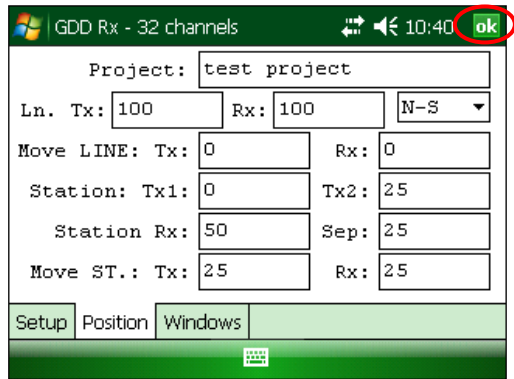 GDD Rx - 32 channels 10:40 ok
Project: test project
Ln. Tx: 100 Rx: 100 N-S
Move LINE: Tx: 0 Rx: 0
Station: Tx1: 0 Tx2: 25
Station Rx: 50 Sep: 25
Move ST.: Tx: 25 Rx: 25
Setup Position Windows